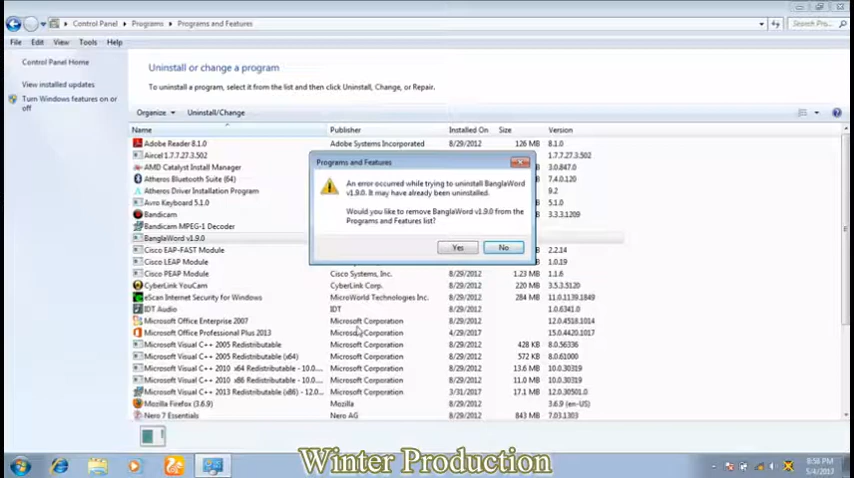 Control Panel ▸ Programs ▸ Programs and Features
Search Pro...
File Edit View Tools Help
Control Panel Home
View installed updates
Turn Windows features on or
off
Uninstall or change a program
To uninstall a program, select it from the list and then click Uninstall, Change, or Repair.
Organize Uninstall/Change
Name Publisher Installed On Size Version
Adobe Reader 8.1.0 Adobe Systems Incorporated 8/29/2012 126 MB 8.1.0
Aircel 1.7.7.27.3.502 1.7.7.27.3.502
AMD Catalyst Install Manager 3.0.847.0
Atheros Bluetooth Suite (64) 7.4.0.120
Atheros Driver Installation Program 9.2
Avro Keyboard 5.1.0
Bandicam 3.3.3.1209
Bandicam MPEG-1 Decoder
BanglaWord v1.9.0
Cisco EAP-FAST Module 2.2.14
Cisco LEAP Module 1.0.19
Cisco PEAP Module Cisco Systems, Inc. 8/29/2012 1.23 MB 1.1.6
CyberLink YouCam CyberLink Corp. 8/29/2012 220 MB 3.5.3.5120
eScan Internet Security for Windows MicroWorld Technologies Inc. 8/29/2012 284 MB 11.0.1139.1849
IDT Audio IDT 8/29/2012 1.0.6341.0
Microsoft Office Enterprise 2007 Microsoft Corporation 8/29/2012 12.0.4518.1014
Microsoft Office Professional Plus 2013 Microsoft Corporation 4/29/2017 15.0.4420.1017
Microsoft Visual C++ 2005 Redistributable Microsoft Corporation 8/29/2012 428 KB 8.0.56336
Microsoft Visual C++ 2005 Redistributable (x64) Microsoft Corporation 8/29/2012 572 KB 8.0.61000
Microsoft Visual C++ 2010 x64 Redistributable - 10.0.... Microsoft Corporation 8/29/2012 13.6 MB 10.0.30319
Microsoft Visual C++ 2010 x86 Redistributable - 10.0.... Microsoft Corporation 8/29/2012 11.0 MB 10.0.30319
Microsoft Visual C++ 2013 Redistributable (x86) - 12.0... Microsoft Corporation 3/31/2017 17.1 MB 12.0.30501.0
Mozilla Firefox (3.6.9) Mozilla 8/29/2012 3.6.9 (en-US)
Nero 7 Essentials Nero AG 8/29/2012 843 MB 7.03.1303
Programs and Features
An error occurred while trying to uninstall BanglaWord
v1.9.0. It may have already been uninstalled.
Would you like to remove BanglaWord v1.9.0 from the
Programs and Features list?
Yes No
Winter Production
8:56 PM